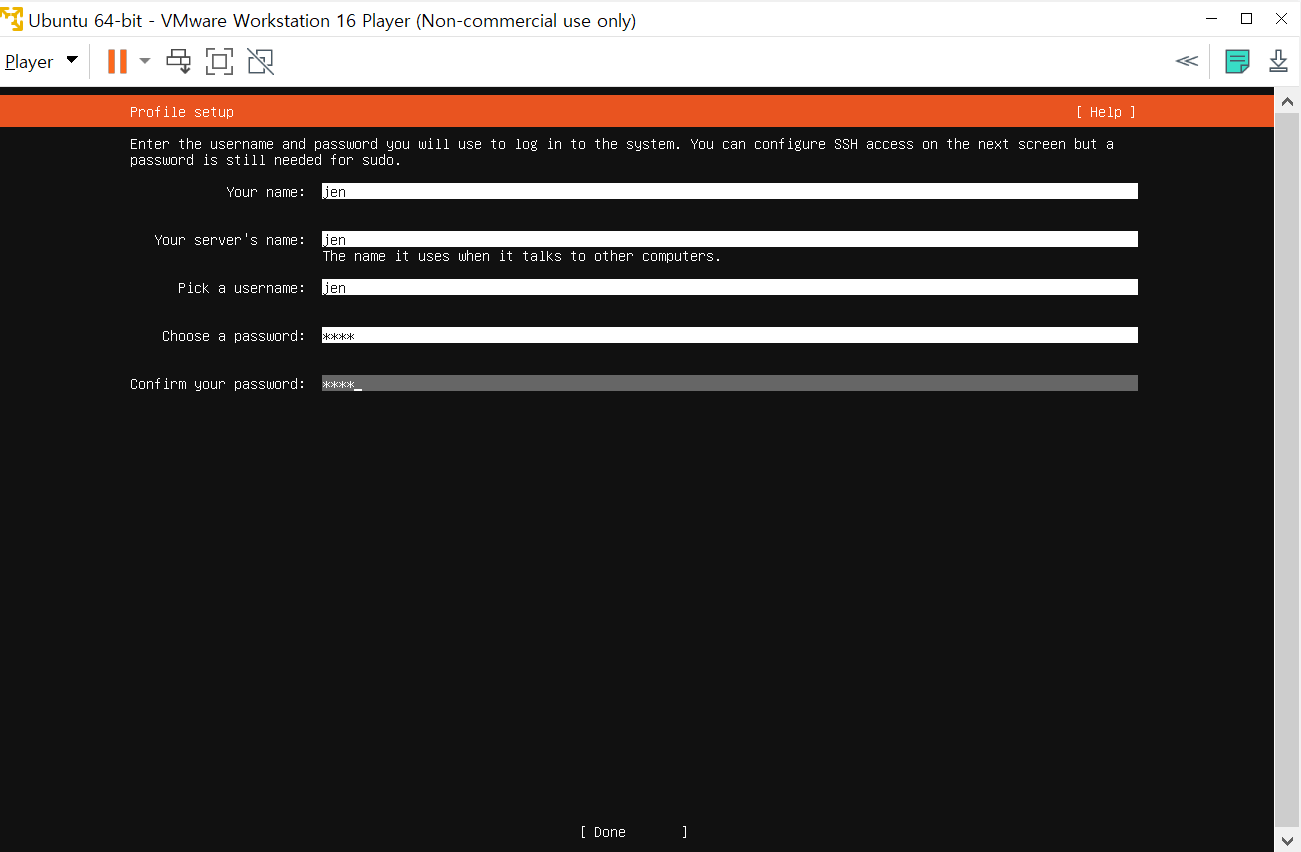 Ubuntu 64-bit - VMware Workstation 16 Player (Non-commercial use only)
Player
Profile setup [ Help ]
Enter the username and password you will use to log in to the system. You can configure SSH access on the next screen but a
password is still needed for sudo.
Your name: jen
Your server's name: jen
The name it uses when it talks to other computers.
Pick a username: jen
Choose a password: ****
Confirm your password: ****_
[ Done ]